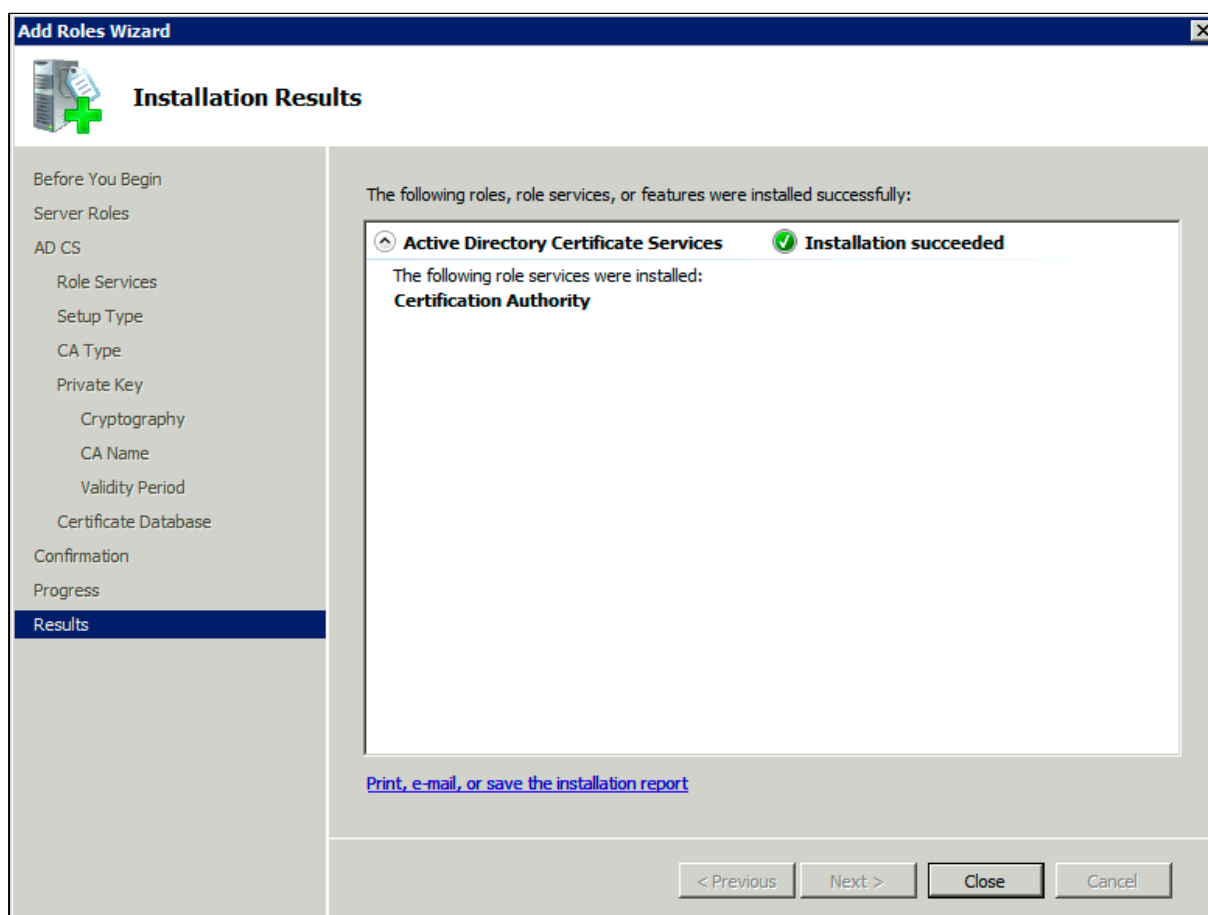 Add Roles Wizard
Installation Results
Before You Begin
Server Roles
AD CS
Role Services
Setup Type
CA Type
Private Key
Cryptography
CA Name
Validity Period
Certificate Database
Confirmation
Progress
Results
The following roles, role services, or features were installed successfully:
Active Directory Certificate Services Installation succeeded
The following role services were installed:
Certification Authority
Print, e-mail, or save the installation report
< Previous Next > Close Cancel